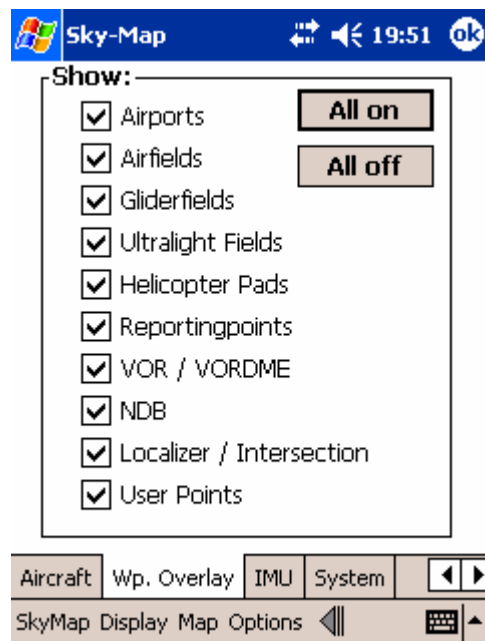 Sky-Map 19:51 ok
Show:
Airports All on
Airfields All off
Gliderfields
Ultralight Fields
Helicopter Pads
Reportingpoints
VOR / VORDME
NDB
Localizer / Intersection
User Points
Aircraft Wp. Overlay IMU System
SkyMap Display Map Options